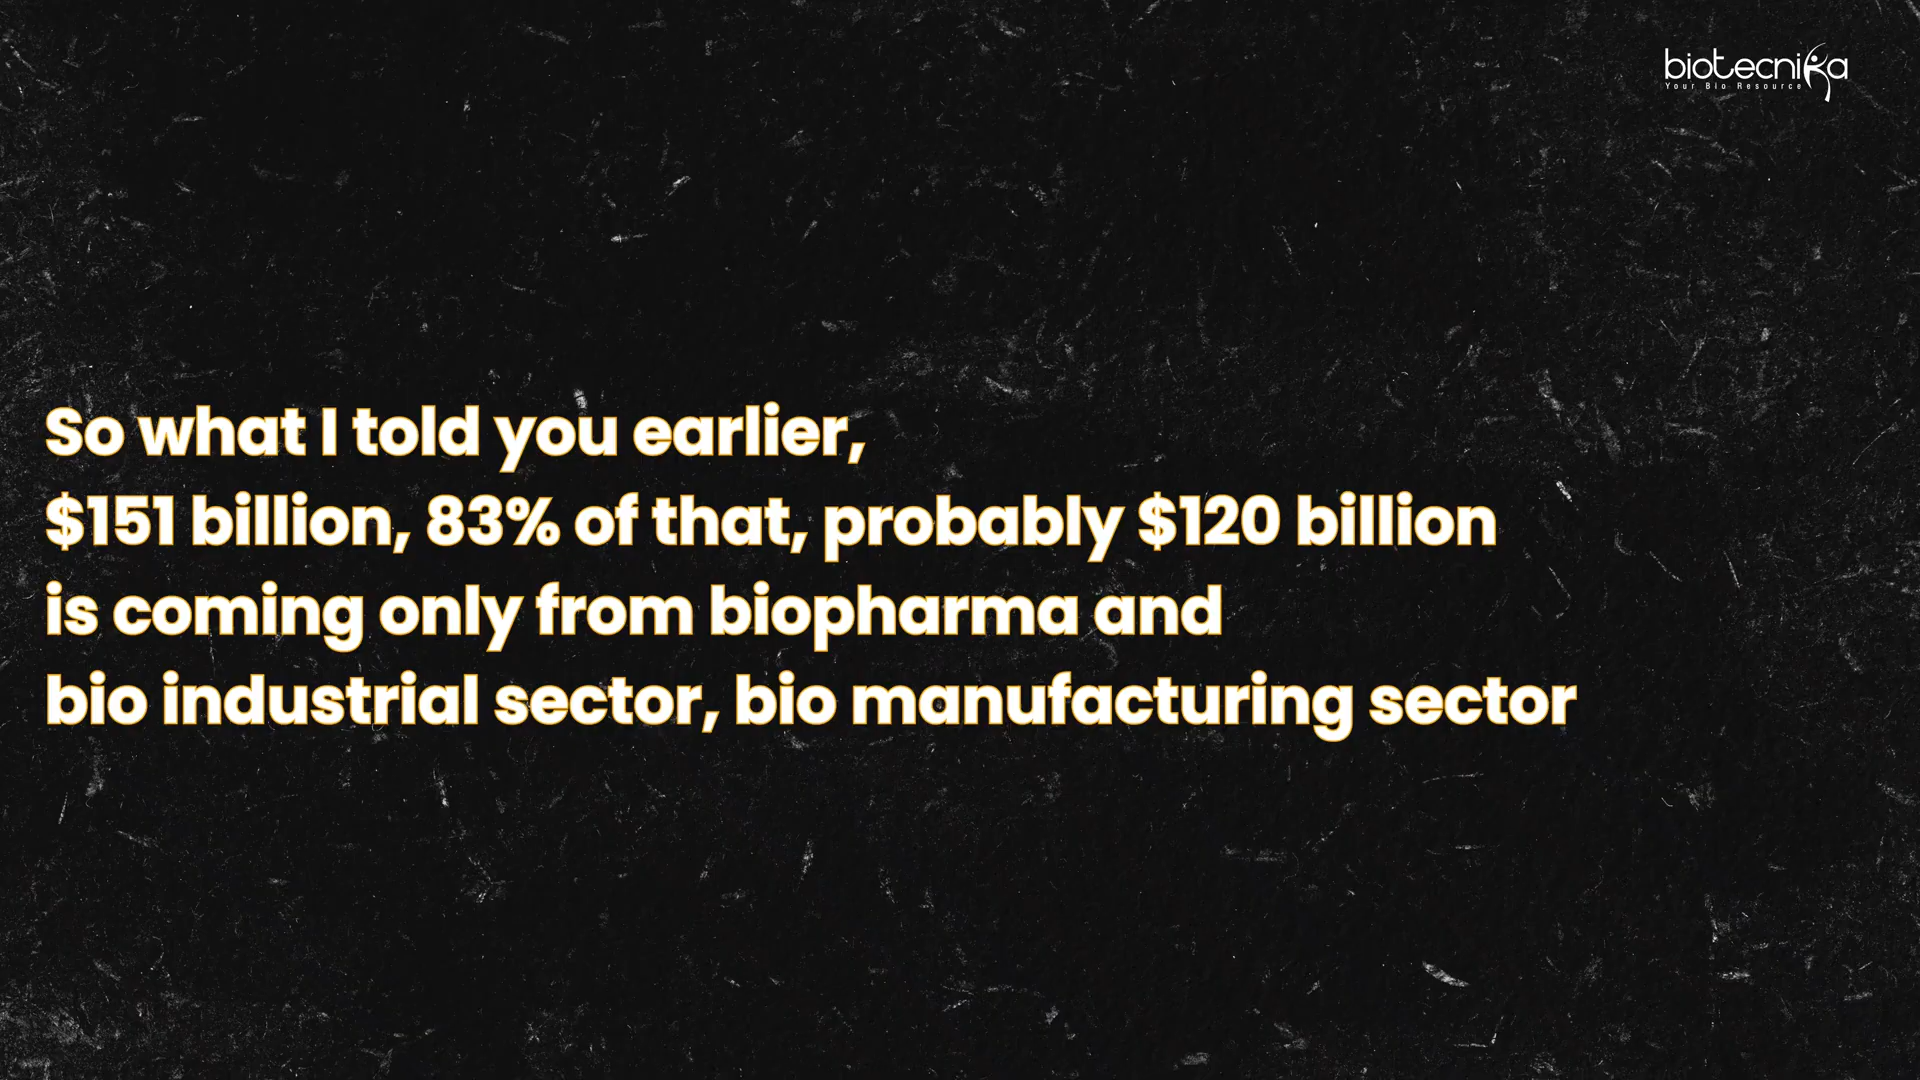 biotecnika
Your Bio Resource
So what I told you earlier,
$151 billion, 83% of that, probably $120 billion
is coming only from biopharma and
bio industrial sector, bio manufacturing sector